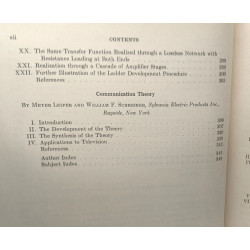 xii CONTENTS
XX. The Same Transfer Function Realized through a Lossless Network with
Resistance Loading at Both Ends
XXI. Realization through a Cascade of Amplifier Stages
XXII. Further Illustration of the Ladder Development Procedure
References
Communication Theory
By Meyer Leifer and William F. Schreiber, Sylvania Electric Products Inc.,
Bayside, New York
I. Introduction
II. The Development of the Theory
III. The Synthesis of the Theory
IV. Applications to Television
References
Author Index
Subject Index